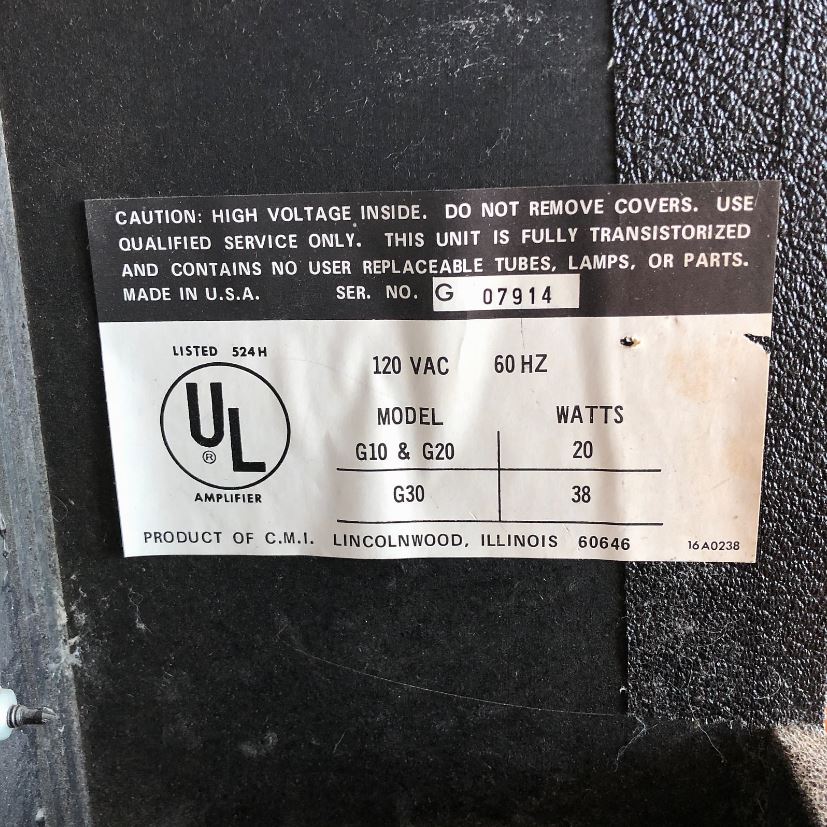 CAUTION: HIGH VOLTAGE INSIDE. DO NOT REMOVE COVERS. USE
QUALIFIED SERVICE ONLY. THIS UNIT IS FULLY TRANSISTORIZED
AND CONTAINS NO USER REPLACEABLE TUBES, LAMPS, OR PARTS.
MADE IN U.S.A. SER. NO. G 07914
LISTED 524H
UL
®
AMPLIFIER
120 VAC 60 HZ
MODEL WATTS
G10 & G20 20
G30 38
PRODUCT OF C.M.I. LINCOLNWOOD, ILLINOIS 60646 16A0238